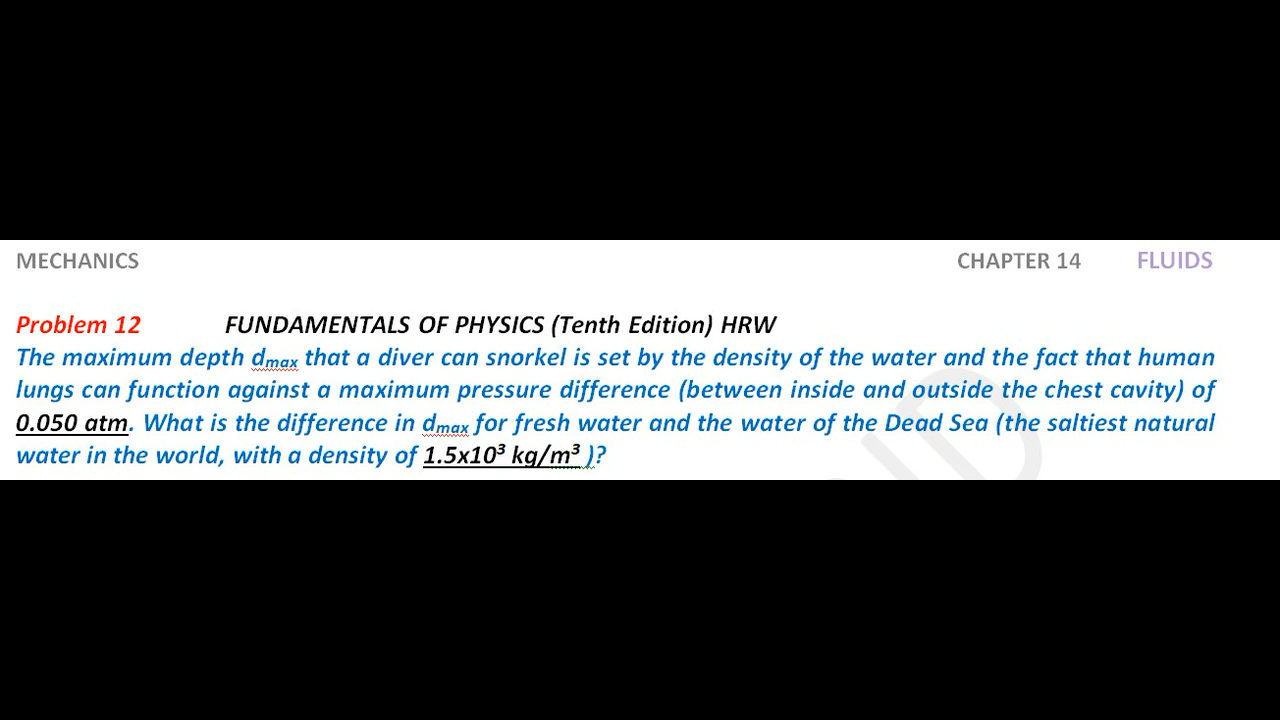 MECHANICS CHAPTER 14 FLUIDS
Problem 12 FUNDAMENTALS OF PHYSICS (Tenth Edition) HRW
The maximum depth dmax that a diver can snorkel is set by the density of the water and the fact that human
lungs can function against a maximum pressure difference (between inside and outside the chest cavity) of
0.050 atm. What is the difference in dmax for fresh water and the water of the Dead Sea (the saltiest natural
water in the world, with a density of 1.5x10³ kg/m³ )?